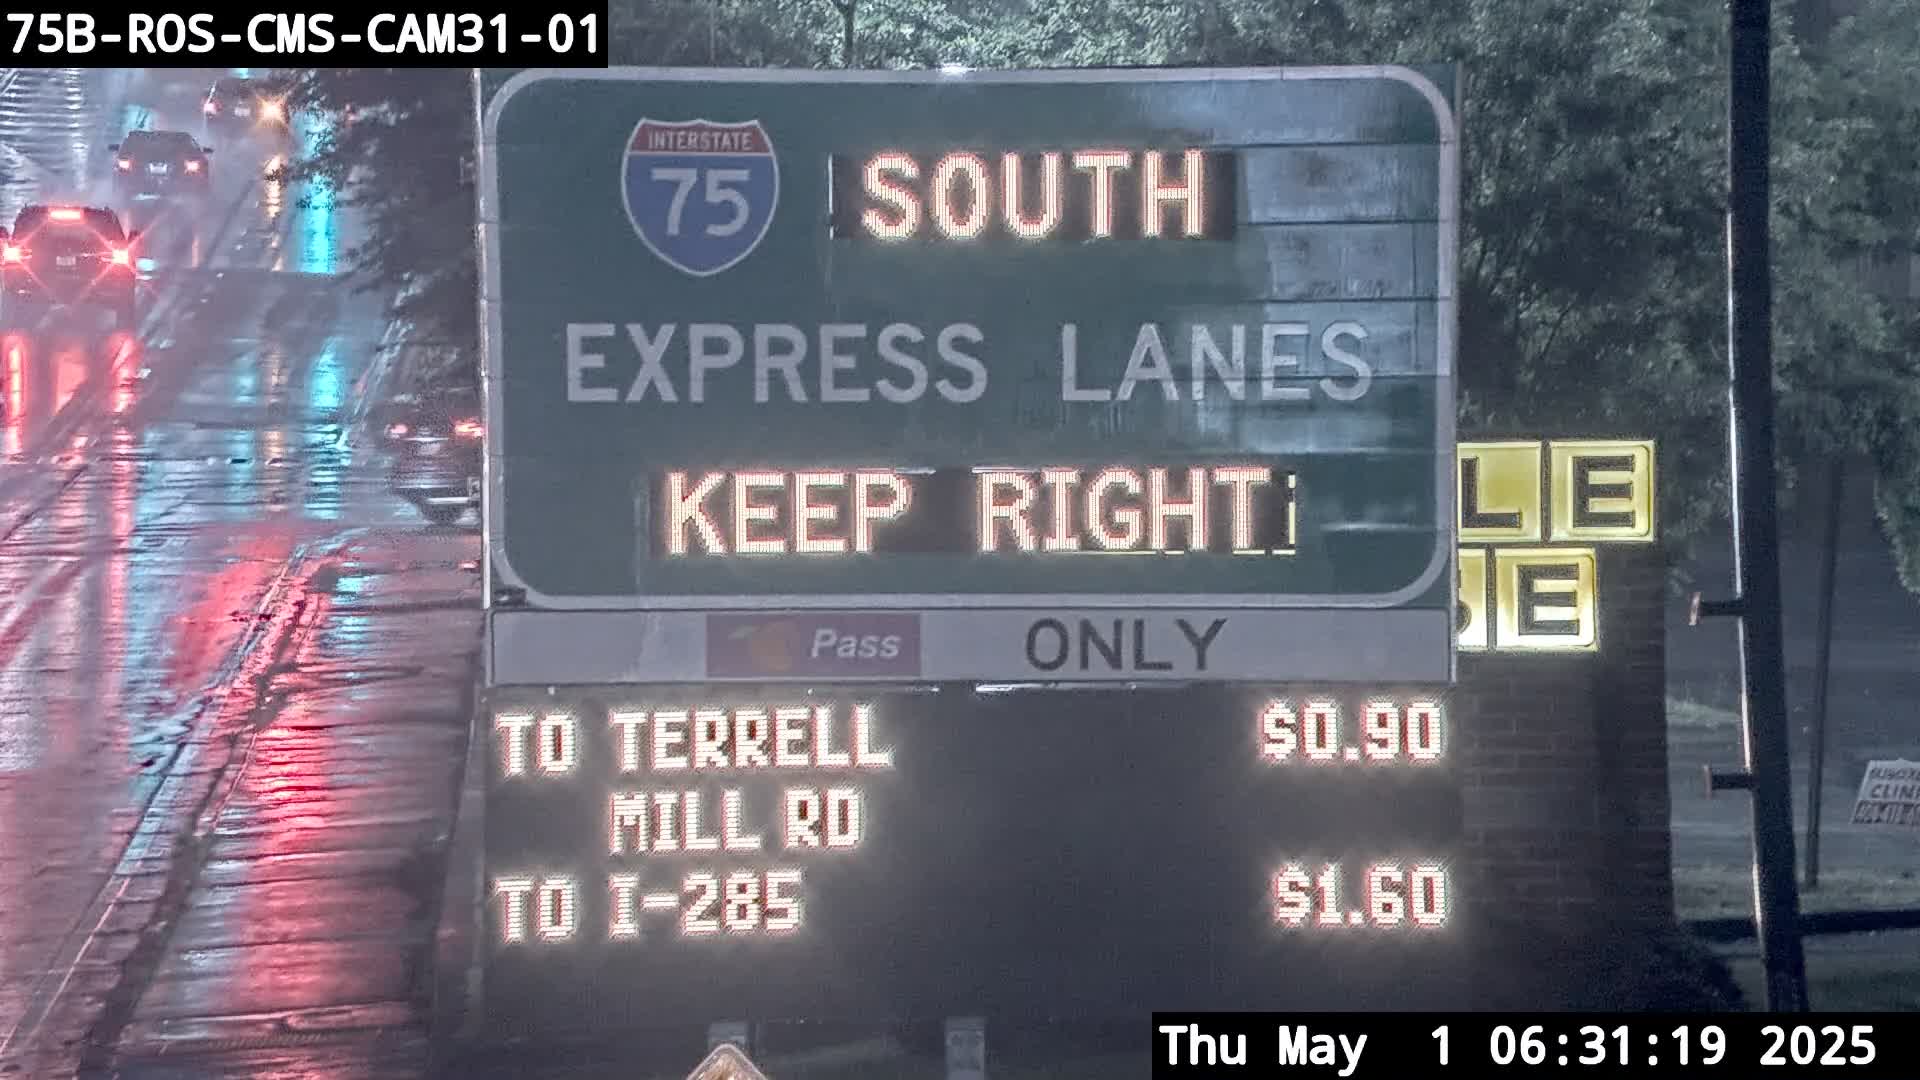 75B-ROS-CMS-CAM31-01
INTERSTATE
75
SOUTH
EXPRESS LANES
KEEP RIGHT
Pass ONLY
TO TERRELL $0.90
MILL RD
TO I-285 $1.60
LE
E
Thu May 1 06:31:19 2025